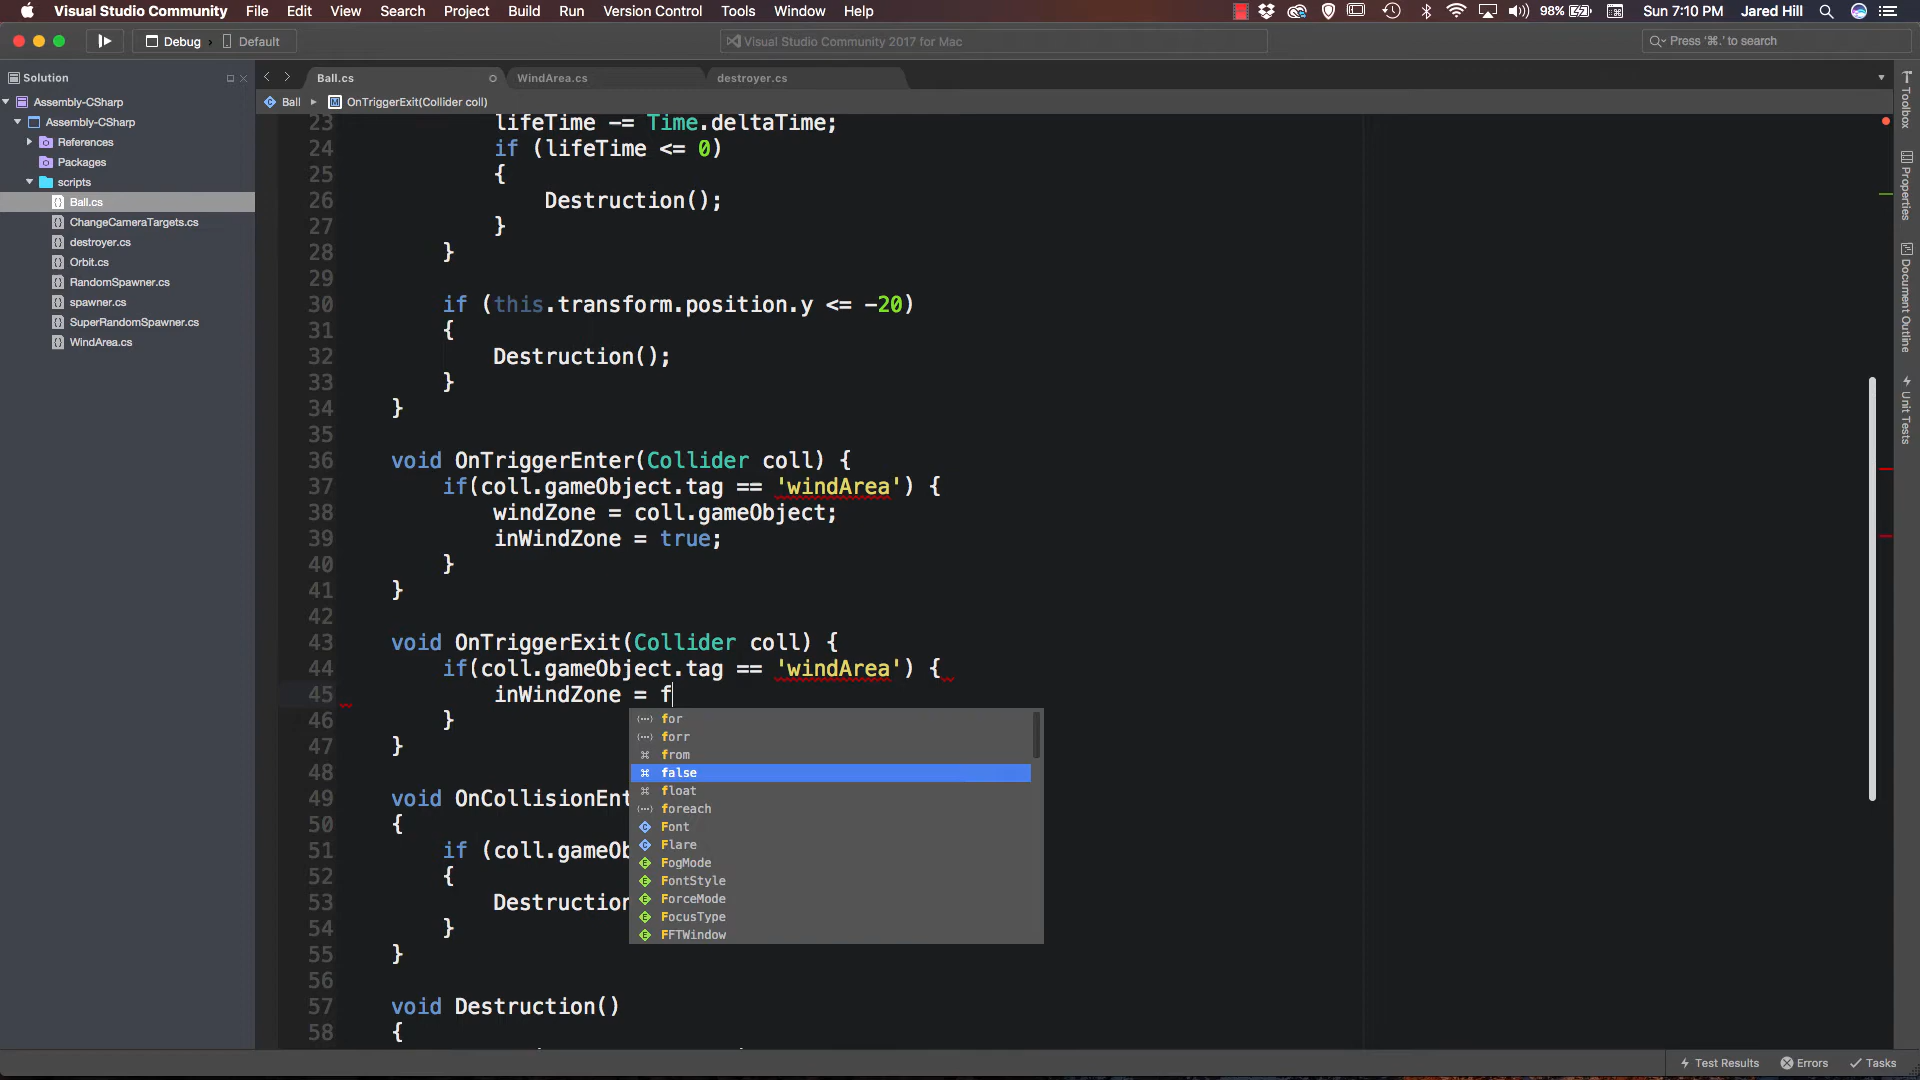 Visual Studio Community File Edit View Search Project Build Run Version Control Tools Window Help 98% Sun 7:10 PM Jared Hill
Debug Default Visual Studio Community 2017 for Mac Press '⌘.' to search
Solution
Assembly-CSharp
Assembly-CSharp
References
Packages
scripts
Ball.cs
ChangeCameraTargets.cs
destroyer.cs
Orbit.cs
RandomSpawner.cs
spawner.cs
SuperRandomSpawner.cs
WindArea.cs
Ball.cs WindArea.cs destroyer.cs
Ball OnTriggerExit(Collider coll)
23 lifeTime -= Time.deltaTime;
24 if (lifeTime <= 0)
25 {
26 Destruction();
27 }
28 }
29
30 if (this.transform.position.y <= -20)
31 {
32 Destruction();
33 }
34 }
35
36 void OnTriggerEnter(Collider coll) {
37 if(coll.gameObject.tag == 'windArea') {
38 windZone = coll.gameObject;
39 inWindZone = true;
40 }
41 }
42
43 void OnTriggerExit(Collider coll) {
44 if(coll.gameObject.tag == 'windArea') {
45 inWindZone = f
46 }
47 }
48
49 void OnCollisionEnt
50 {
51 if (coll.gameOb
52 {
53 Destruction
54 }
55 }
56
57 void Destruction()
58 {
for
forr
from
false
float
foreach
Font
Flare
FogMode
FontStyle
ForceMode
FocusType
FFTWindow
Toolbox
Properties
Document Outline
Unit Tests
Test Results Errors Tasks